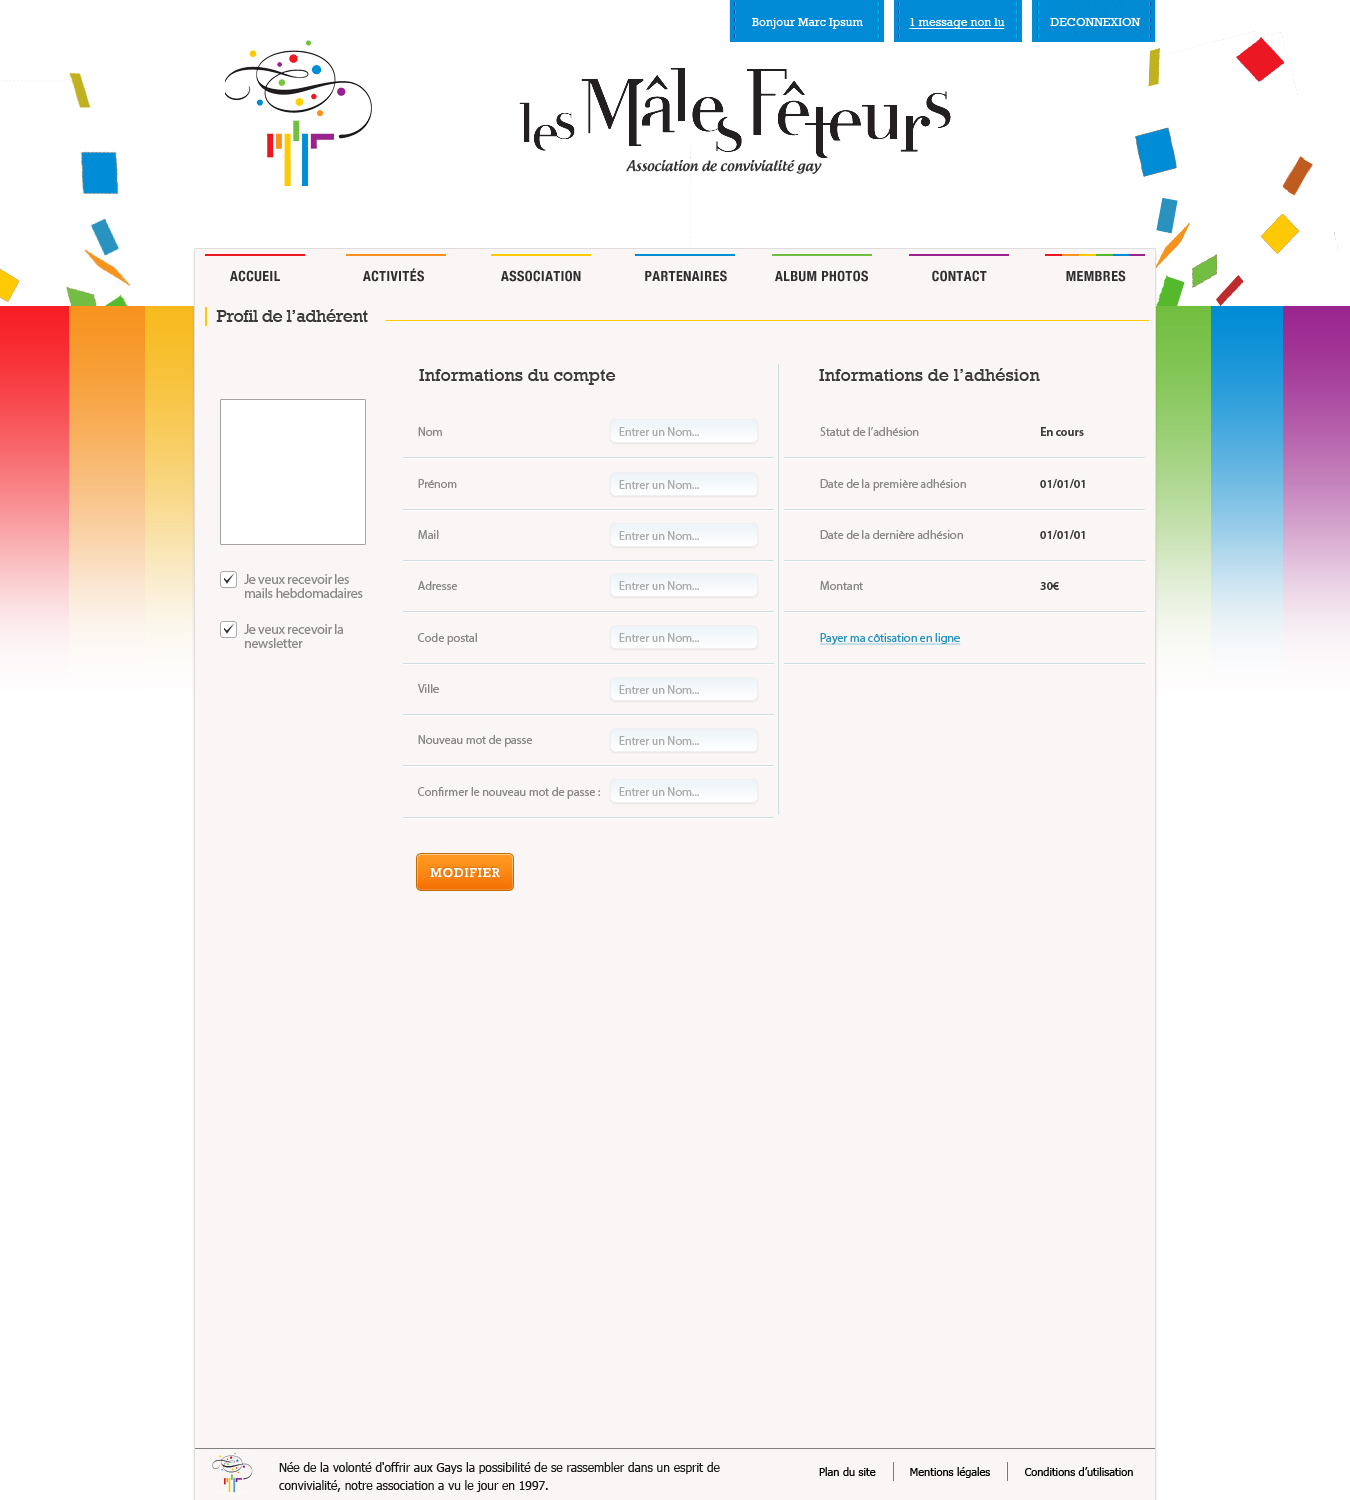 Bonjour Marc Ipsum
1 message non lu
DECONNEXION
les Mâles Fêteurs
Association de convivialité gay
ACCUEIL
ACTIVITÉS
ASSOCIATION
PARTENAIRES
ALBUM PHOTOS
CONTACT
MEMBRES
Profil de l’adhérent
Je veux recevoir les
mails hebdomadaires
Je veux recevoir la
newsletter
Informations du compte
Nom
Entrer un Nom...
Prénom
Entrer un Nom...
Mail
Entrer un Nom...
Adresse
Entrer un Nom...
Code postal
Entrer un Nom...
Ville
Entrer un Nom...
Nouveau mot de passe
Entrer un Nom...
Confirmer le nouveau mot de passe :
Entrer un Nom...
MODIFIER
Informations de l’adhésion
Statut de l’adhésion
En cours
Date de la première adhésion
01/01/01
Date de la dernière adhésion
01/01/01
Montant
30€
Payer ma côtisation en ligne
Née de la volonté d'offrir aux Gays la possibilité de se rassembler dans un esprit de
convivialité, notre association a vu le jour en 1997.
Plan du site
Mentions légales
Conditions d’utilisation